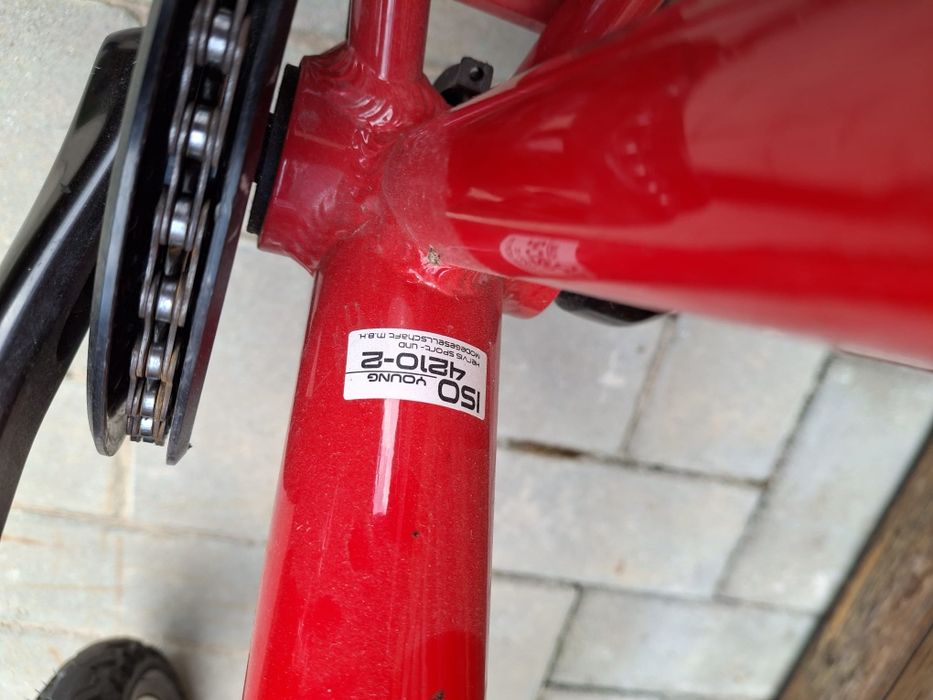 ISO YOUNG
4210-2
HERVIS SPORT- UND
MODEGESELLSCHAFT M.B.H.